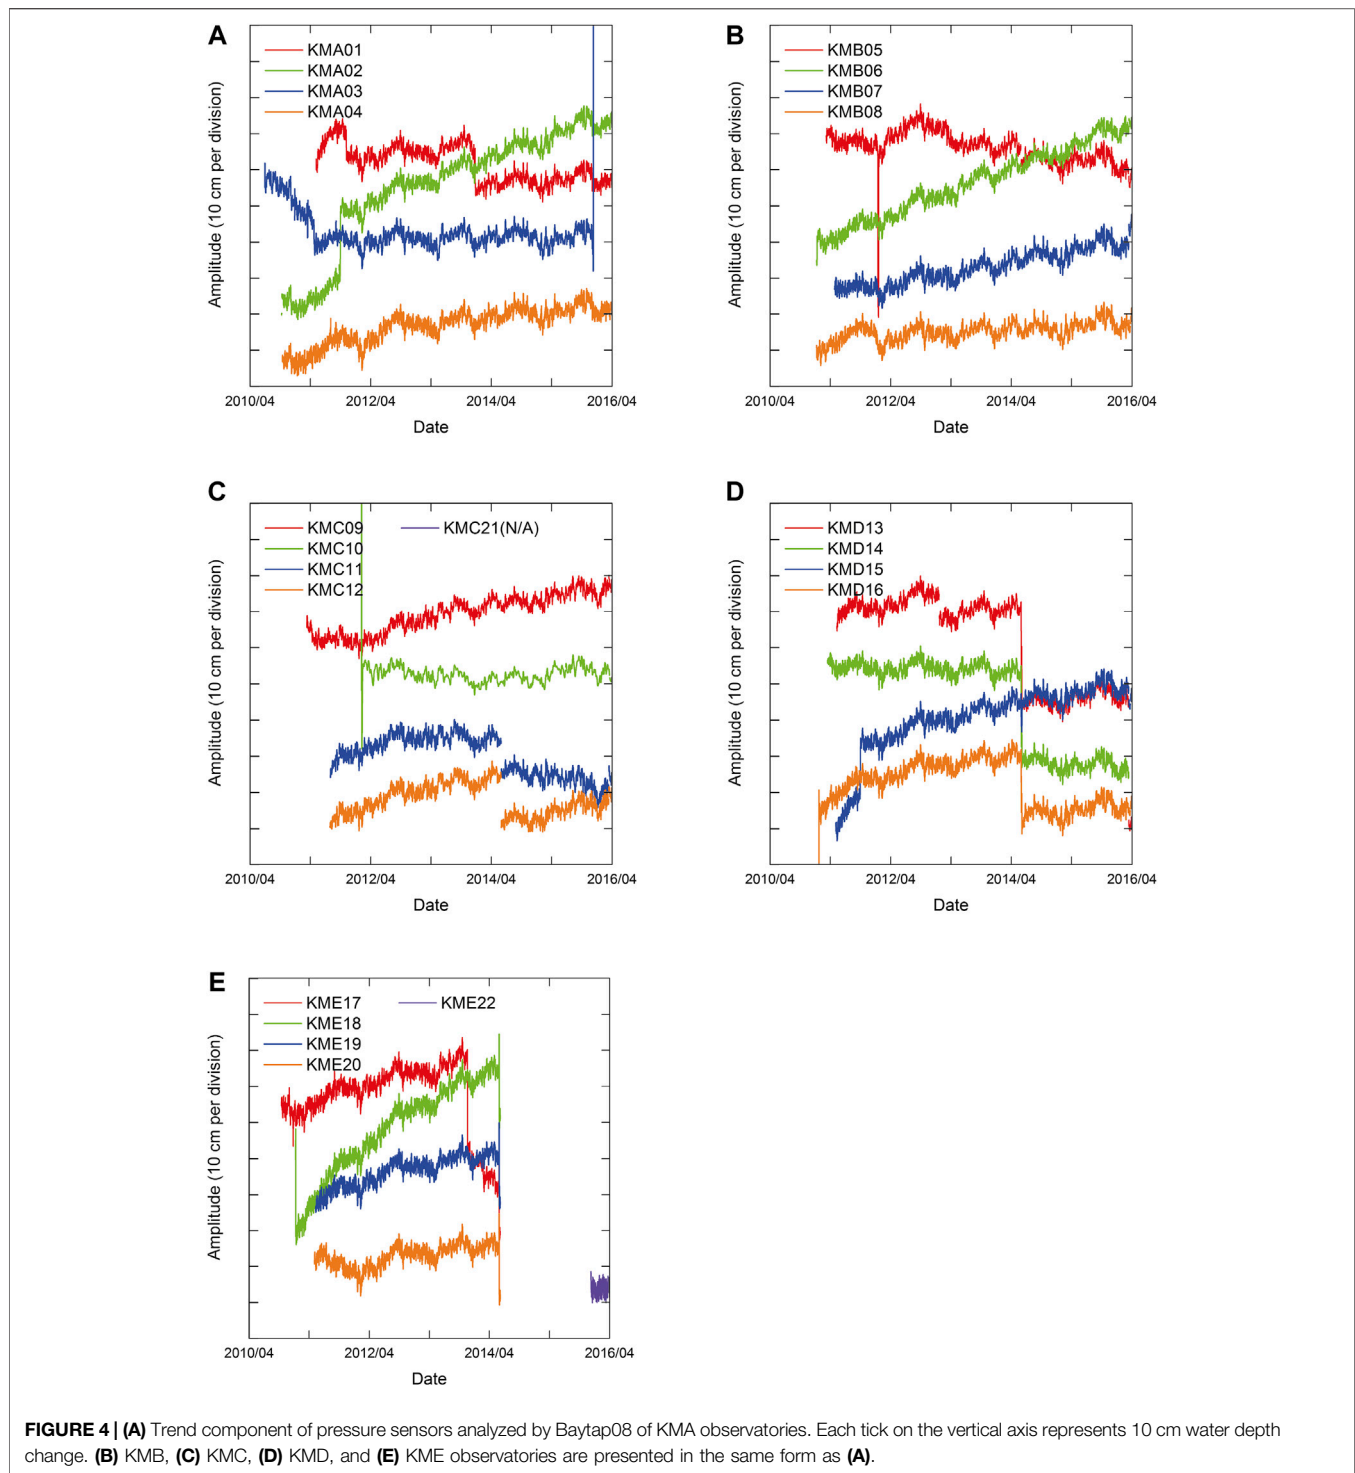 A
KMA01
KMA02
KMA03
KMA04
Amplitude (10 cm per division)
2010/04 2012/04 2014/04 2016/04
Date
B
KMB05
KMB06
KMB07
KMB08
Amplitude (10 cm per division)
2010/04 2012/04 2014/04 2016/04
Date
C
KMC09 KMC21(N/A)
KMC10
KMC11
KMC12
Amplitude (10 cm per division)
2010/04 2012/04 2014/04 2016/04
Date
D
KMD13
KMD14
KMD15
KMD16
Amplitude (10 cm per division)
2010/04 2012/04 2014/04 2016/04
Date
E
KME17 KME22
KME18
KME19
KME20
Amplitude (10 cm per division)
2010/04 2012/04 2014/04 2016/04
Date
FIGURE 4 | (A) Trend component of pressure sensors analyzed by Baytap08 of KMA observatories. Each tick on the vertical axis represents 10 cm water depth
change. (B) KMB, (C) KMC, (D) KMD, and (E) KME observatories are presented in the same form as (A).